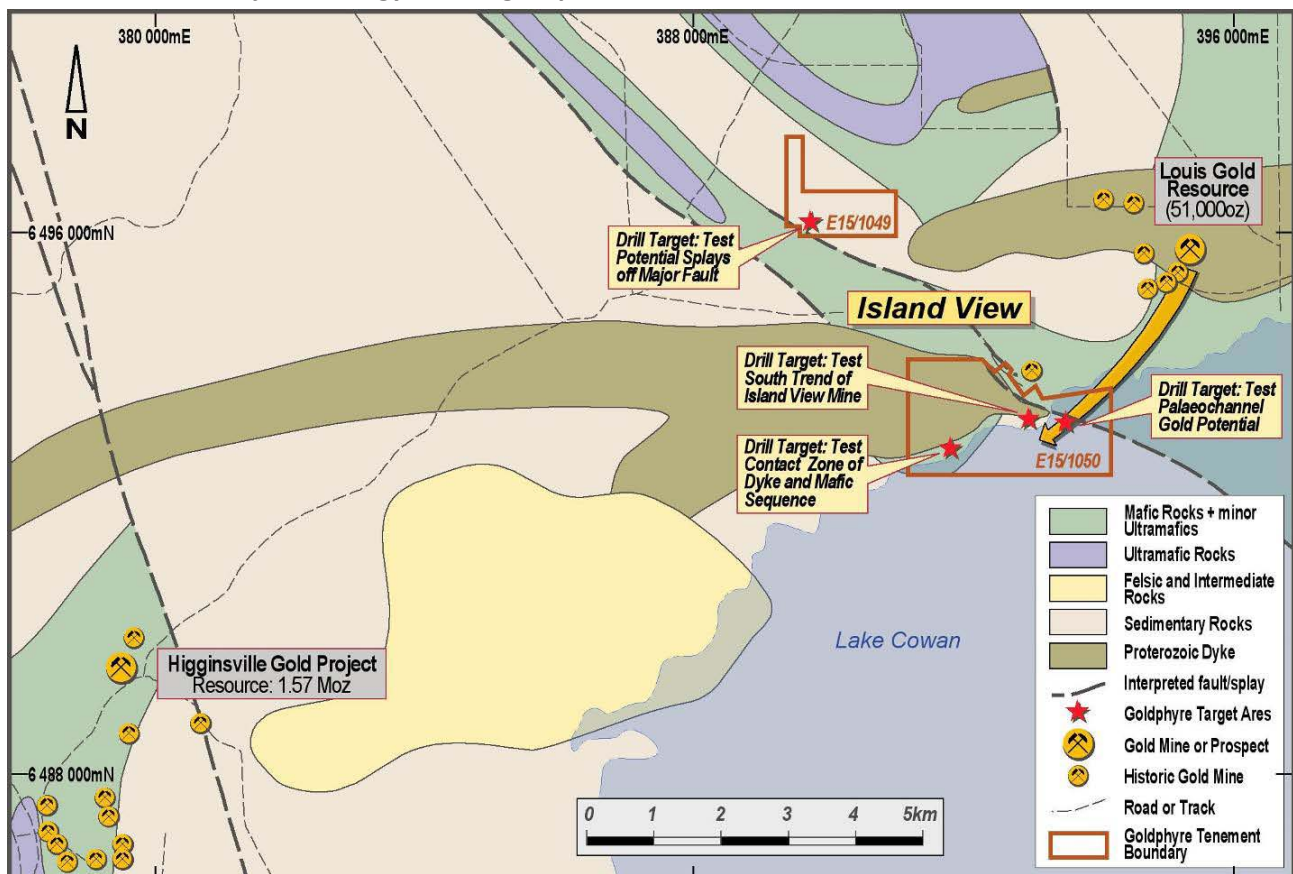 380 000mE
388 000mE
396 000mE
N
Louis Gold
Resource
(51,000oz)
6 496 000mN
E15/1049
Drill Target: Test
Potential Splays
off Major Fault
Island View
Drill Target: Test
South Trend of
Island View Mine
Drill Target: Test
Palaeochannel
Gold Potential
Drill Target: Test
Contact Zone of
Dyke and Mafic
Sequence
E15/1050
Lake Cowan
Higginsville Gold Project
Resource: 1.57 Moz
6 488 000mN
0 1 2 3 4 5km
Mafic Rocks + minor
Ultramafics
Ultramafic Rocks
Felsic and Intermediate
Rocks
Sedimentary Rocks
Proterozoic Dyke
Interpreted fault/splay
Goldphyre Target Ares
Gold Mine or Prospect
Historic Gold Mine
Road or Track
Goldphyre Tenement
Boundary